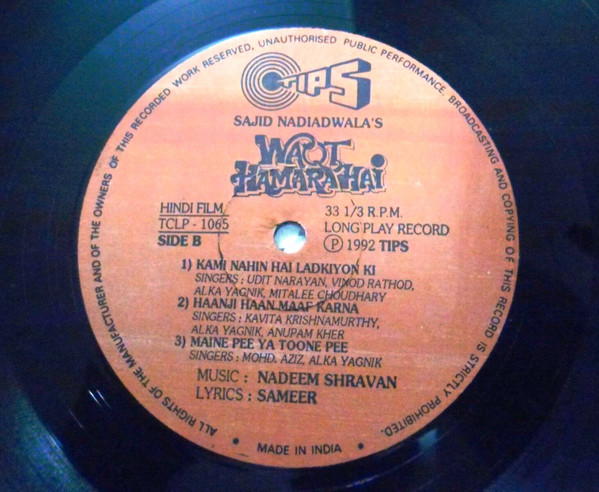 ALL RIGHTS OF THE MANUFACTURER AND OF THE OWNERS OF THIS RECORDED WORK RESERVED, UNAUTHORISED PUBLIC PERFORMANCE, BROADCASTING AND COPYING OF THIS RECORD IS STRICTLY PROHIBITED.
TIPS
SAJID NADIADWALA'S
WAQT
HAMARA HAI
HINDI FILM
TCLP - 1065
SIDE B
33 1/3 R.P.M.
LONG PLAY RECORD
Ⓟ 1992 TIPS
1) KAMI NAHIN HAI LADKIYON KI
SINGERS : UDIT NARAYAN, VINOD RATHOD,
ALKA YAGNIK, MITALEE CHOUDHARY
2) HAANJI HAAN MAAF KARNA
SINGERS : KAVITA KRISHNAMURTHY,
ALKA YAGNIK, ANUPAM KHER
3) MAINE PEE YA TOONE PEE
SINGERS : MOHD. AZIZ, ALKA YAGNIK
MUSIC : NADEEM SHRAVAN
LYRICS : SAMEER
• MADE IN INDIA •